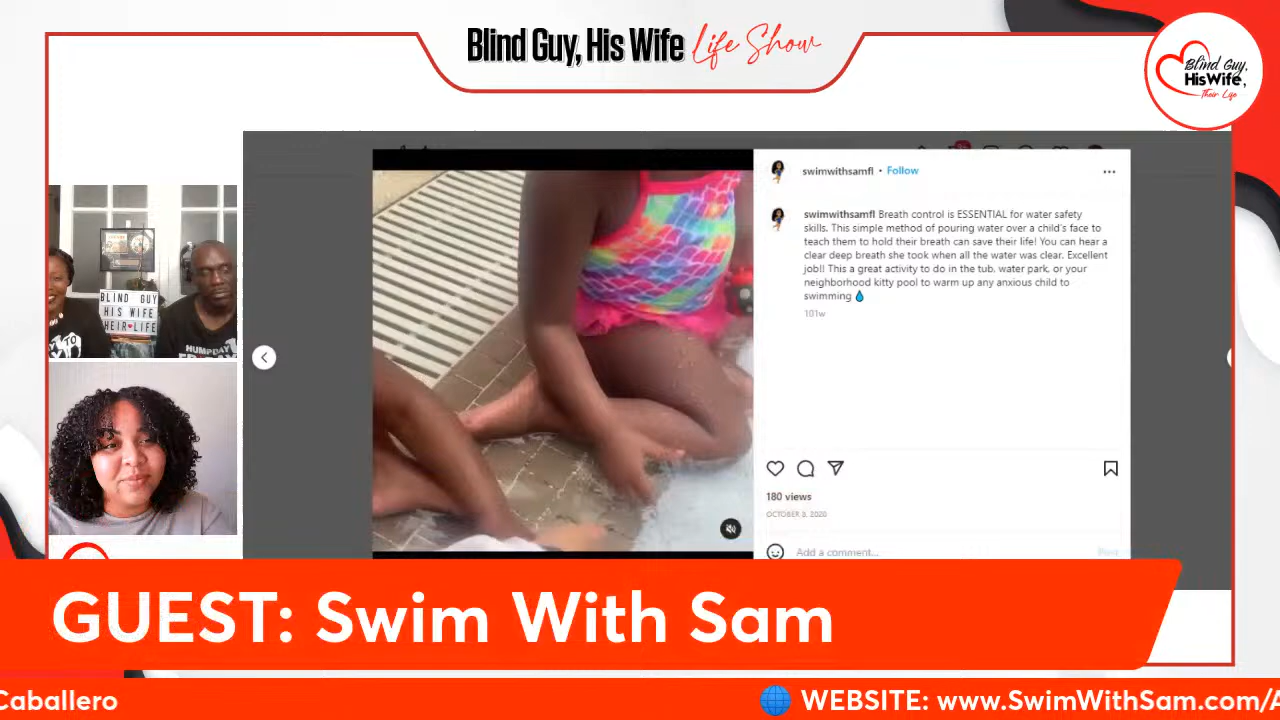 Blind Guy, His Wife Life Show
Blind Guy,
His Wife,
Their Life
BLIND GUY
HIS WIFE
HEIR LIFE
HUMPDAY
swimwithsamfl • Follow
swimwithsamfl Breath control is ESSENTIAL for water safety
skills. This simple method of pouring water over a child's face to
teach them to hold their breath can save their life! You can hear a
clear deep breath she took when all the water was clear. Excellent
job!! This a great activity to do in the tub, water park, or your
neighborhood kitty pool to warm up any anxious child to
swimming
101w
180 views
OCTOBER 8, 2020
Add a comment...
Post
GUEST: Swim With Sam
Caballero
WEBSITE: www.SwimWithSam.com/A